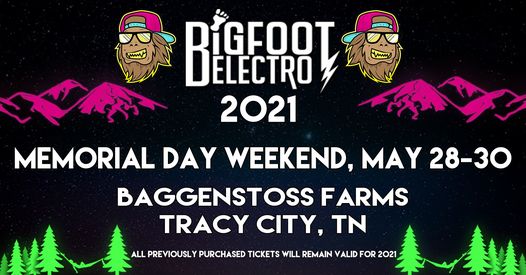 BIGFOOT
ELECTRO
2021
MEMORIAL DAY WEEKEND, MAY 28-30
BAGGENSTOSS FARMS
TRACY CITY, TN
ALL PREVIOUSLY PURCHASED TICKETS WILL REMAIN VALID FOR 2021